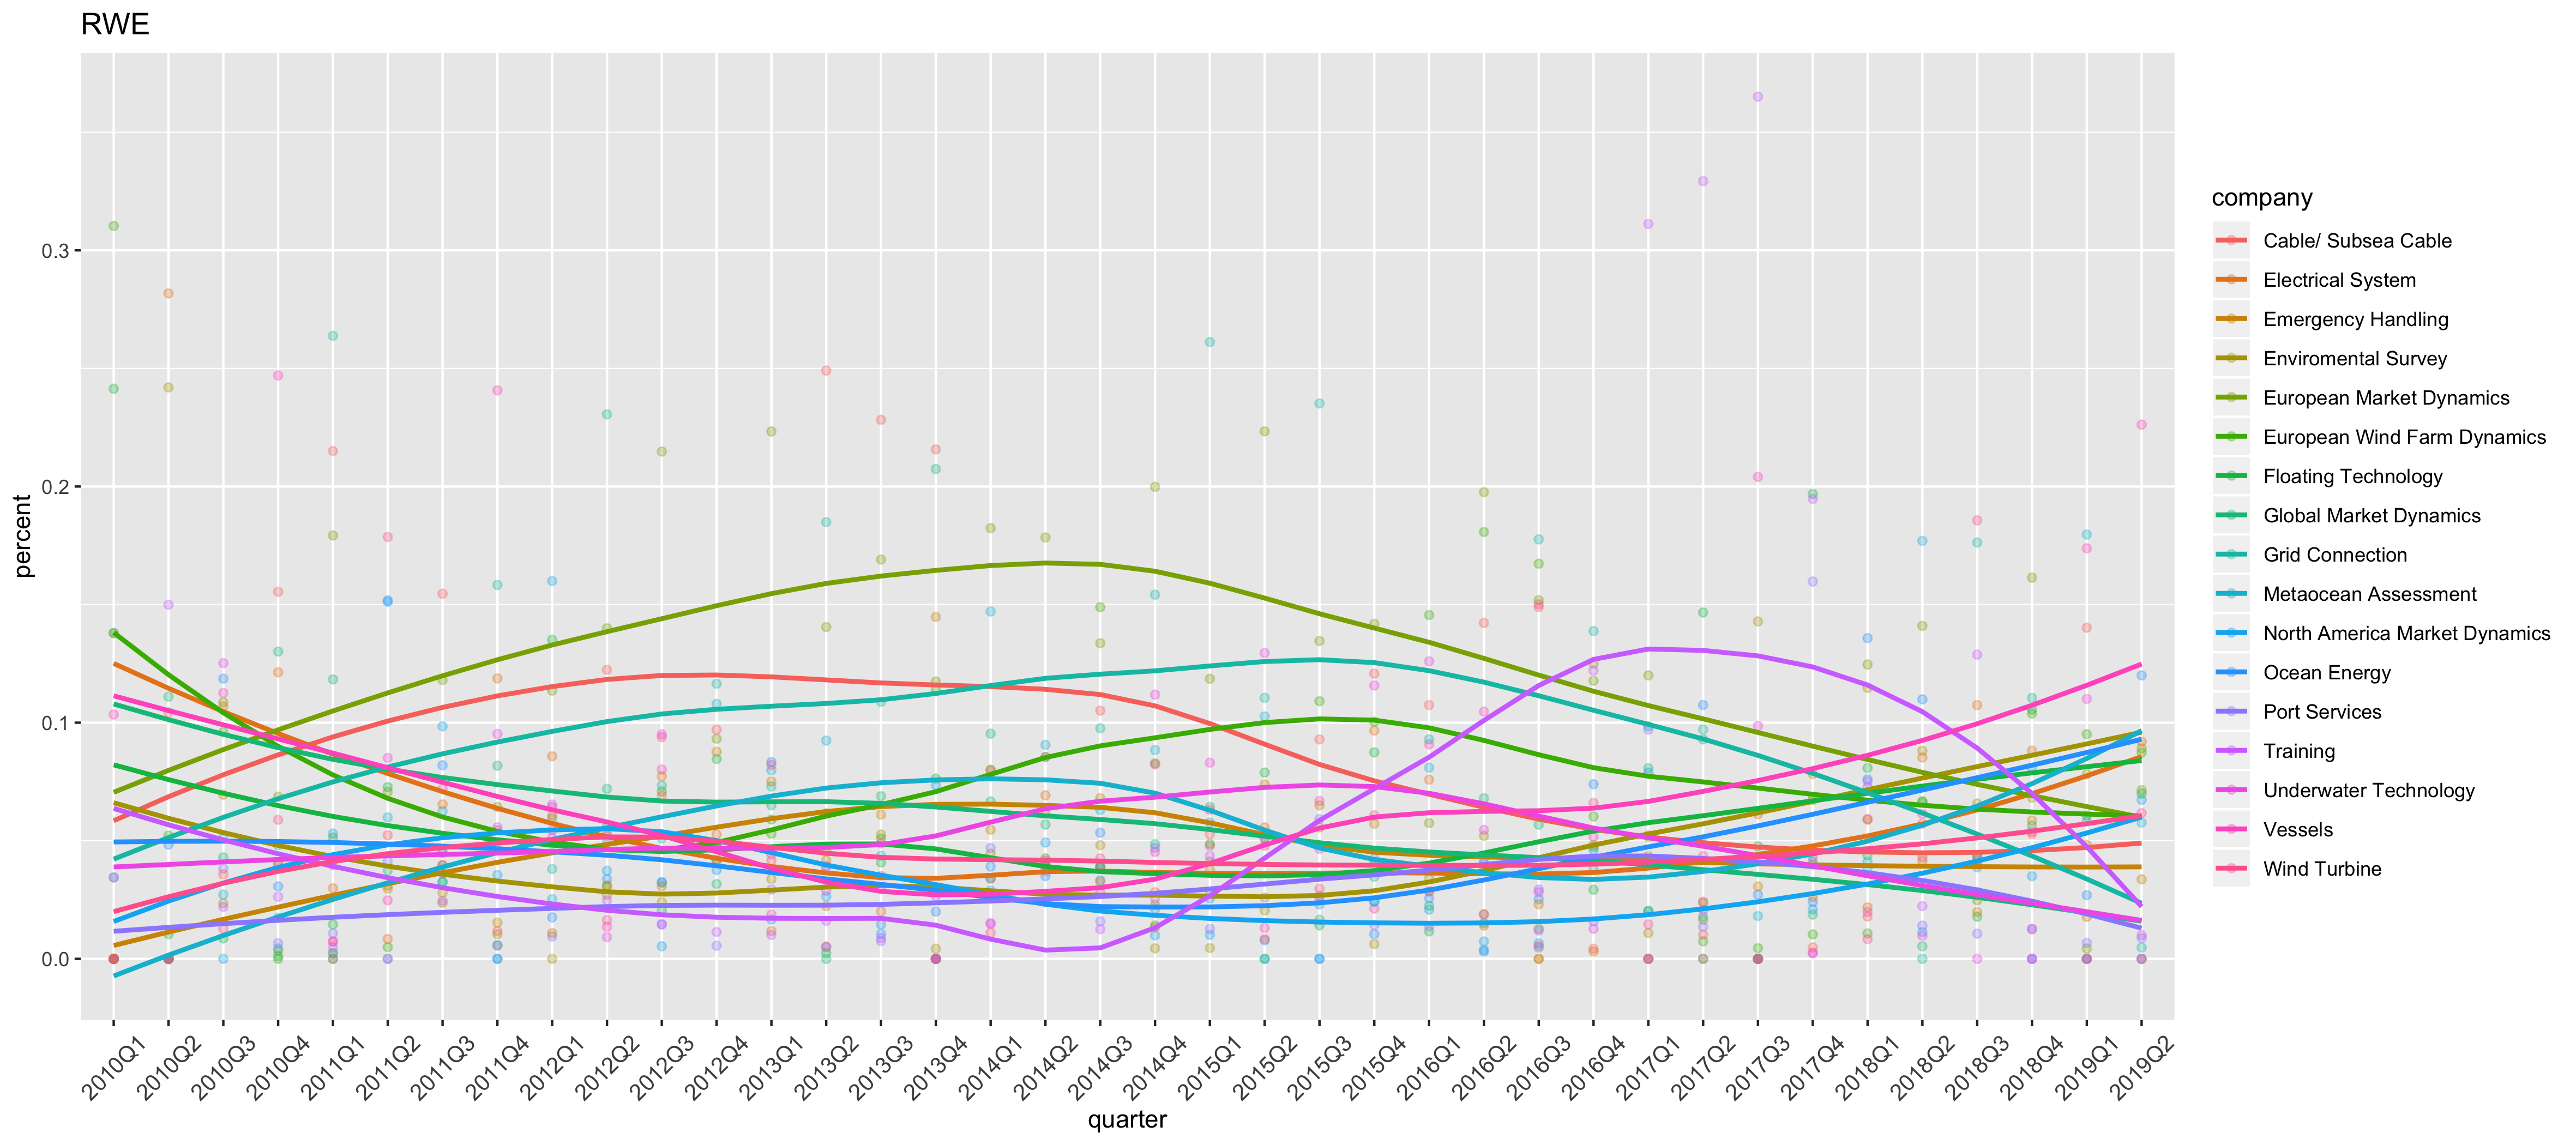 RWE
percent
0.3
0.2
0.1
0.0
2010Q1
2010Q2
2010Q3
2010Q4
2011Q1
2011Q2
2011Q3
2011Q4
2012Q1
2012Q2
2012Q3
2012Q4
2013Q1
2013Q2
2013Q3
2013Q4
2014Q1
2014Q2
2014Q3
2014Q4
2015Q1
2015Q2
2015Q3
2015Q4
2016Q1
2016Q2
2016Q3
2016Q4
2017Q1
2017Q2
2017Q3
2017Q4
2018Q1
2018Q2
2018Q3
2018Q4
2019Q1
2019Q2
quarter
company
Cable/ Subsea Cable
Electrical System
Emergency Handling
Enviromental Survey
European Market Dynamics
European Wind Farm Dynamics
Floating Technology
Global Market Dynamics
Grid Connection
Metaocean Assessment
North America Market Dynamics
Ocean Energy
Port Services
Training
Underwater Technology
Vessels
Wind Turbine